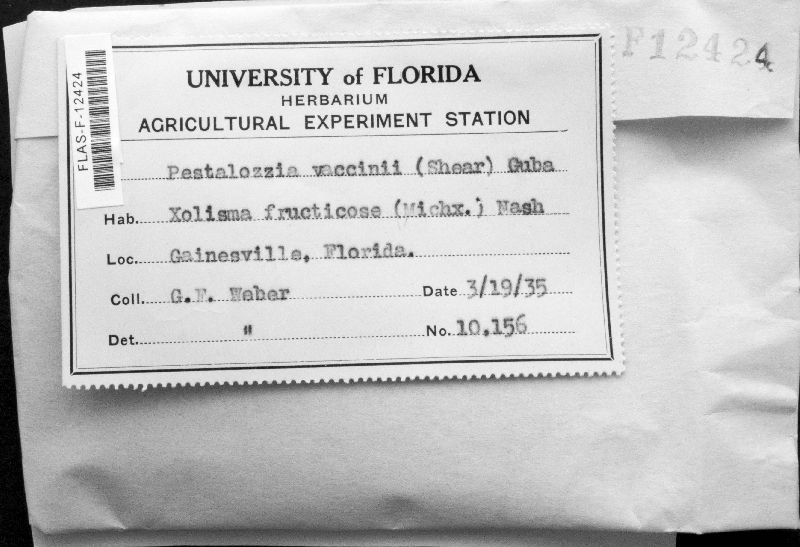 F12424
FLAS-F-12424
UNIVERSITY of FLORIDA
HERBARIUM
AGRICULTURAL EXPERIMENT STATION
Pestalozzia vaccinii (Shear) Guba
Hab. Xolisma fructicose (Michx.) Nash
Loc. Gainesville, Florida.
Coll. G.F. Weber Date 3/19/35
Det. " No. 10,156